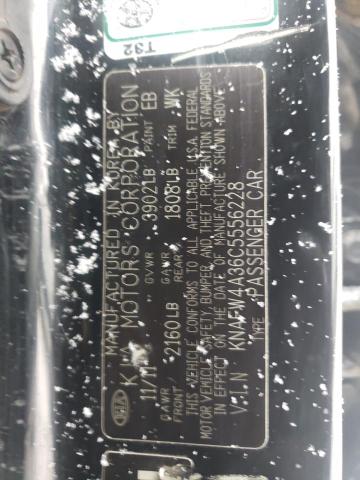 T32
KIA
MANUFACTURED IN KOREA BY
KIA MOTORS CORPORATION
11/11 GVWR 3902LB PAINT EB
GAWR FRONT 2160LB GAWR REAR 1808LB TRIM WK
THIS VEHICLE CONFORMS TO ALL APPLICABLE U.S.A. FEDERAL
MOTOR VEHICLE SAFETY, BUMPER, AND THEFT PREVENTION STANDARDS
IN EFFECT ON THE DATE OF MANUFACTURE SHOWN ABOVE
V.I.N KNAFW4A36C5556228
TYPE PASSENGER CAR